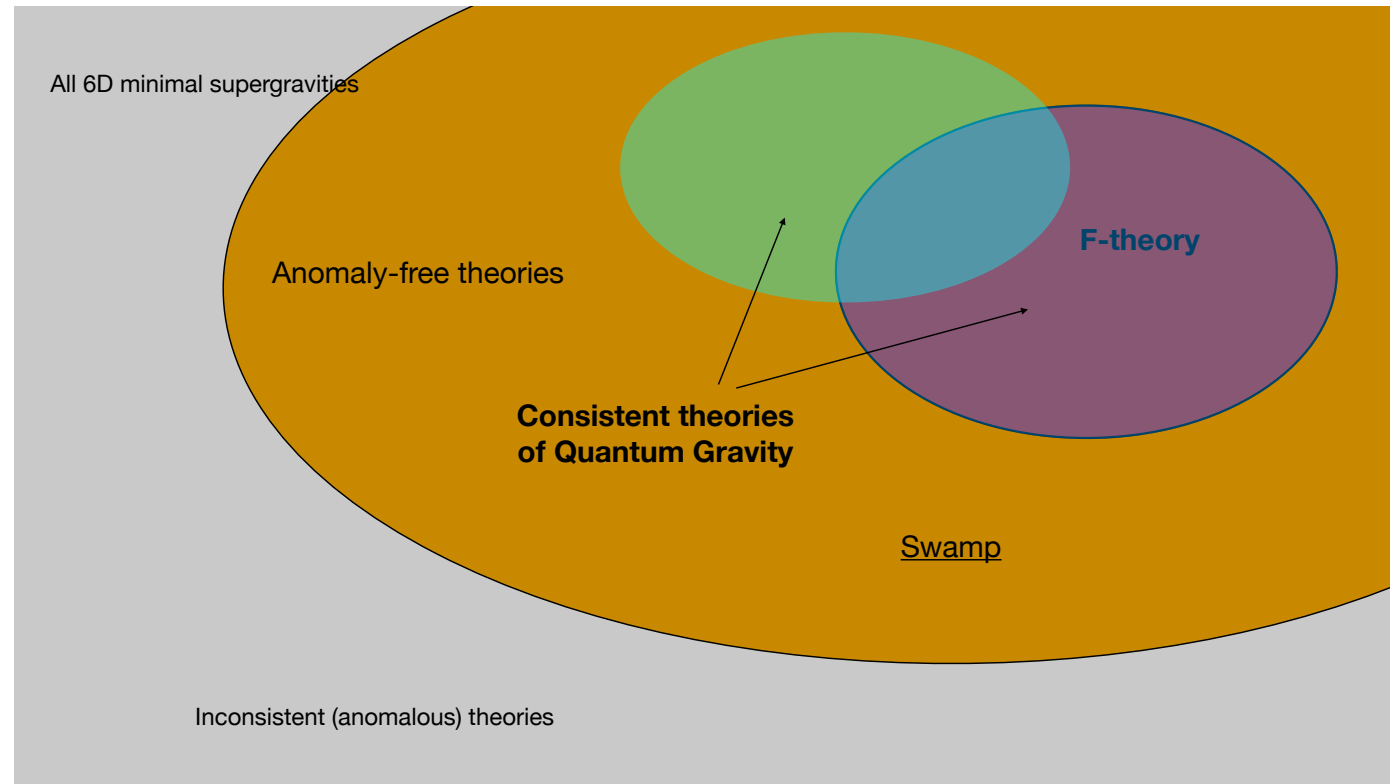 All 6D minimal supergravities
F-theory
Anomaly-free theories
Consistent theories
of Quantum Gravity
Swamp
Inconsistent (anomalous) theories